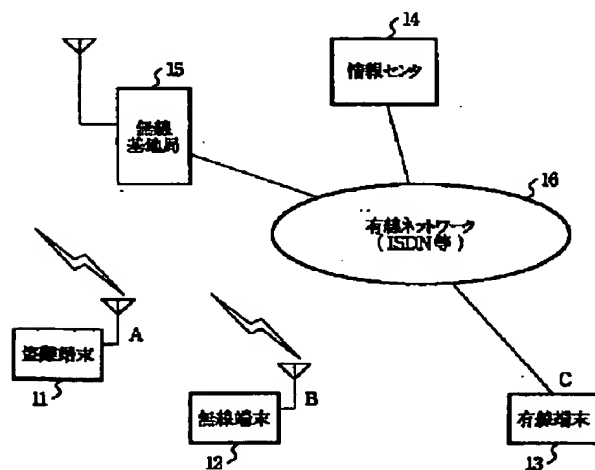 14
情報センタ
15
無線
基地局
16
有線ネットワーク
(ISDN等)
A
盗難端末
11
B
無線端末
12
C
有線端末
13